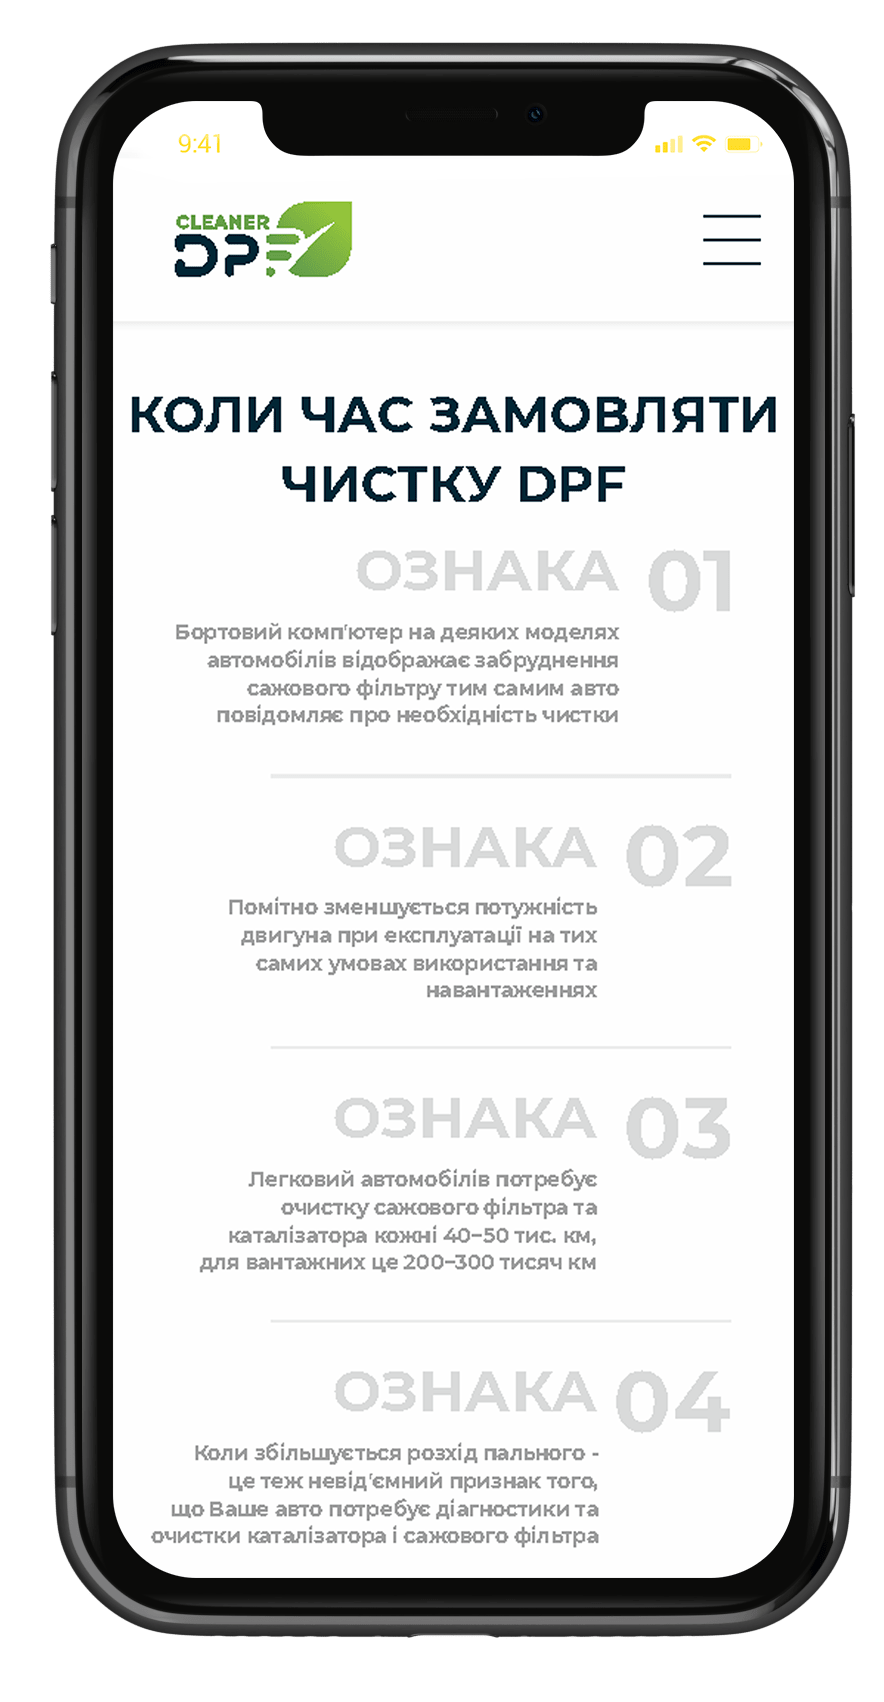 9:41
CLEANER
DPF
КОЛИ ЧАС ЗАМОВЛЯТИ
ЧИСТКУ DPF
ОЗНАКА 01
Бортовий комп'ютер на деяких моделях
автомобілів відображає забруднення
сажового фільтру тим самим авто
повідомляє про необхідність чистки
ОЗНАКА 02
Помітно зменшується потужність
двигуна при експлуатації на тих
самих умовах використання та
навантаженнях
ОЗНАКА 03
Легковий автомобілів потребує
очистку сажового фільтра та
каталізатора кожні 40–50 тис. км,
для вантажних це 200–300 тисяч км
ОЗНАКА 04
Коли збільшується розхід пального -
це теж невід'ємний признак того,
що Ваше авто потребує діагностики та
очистки каталізатора і сажового фільтра